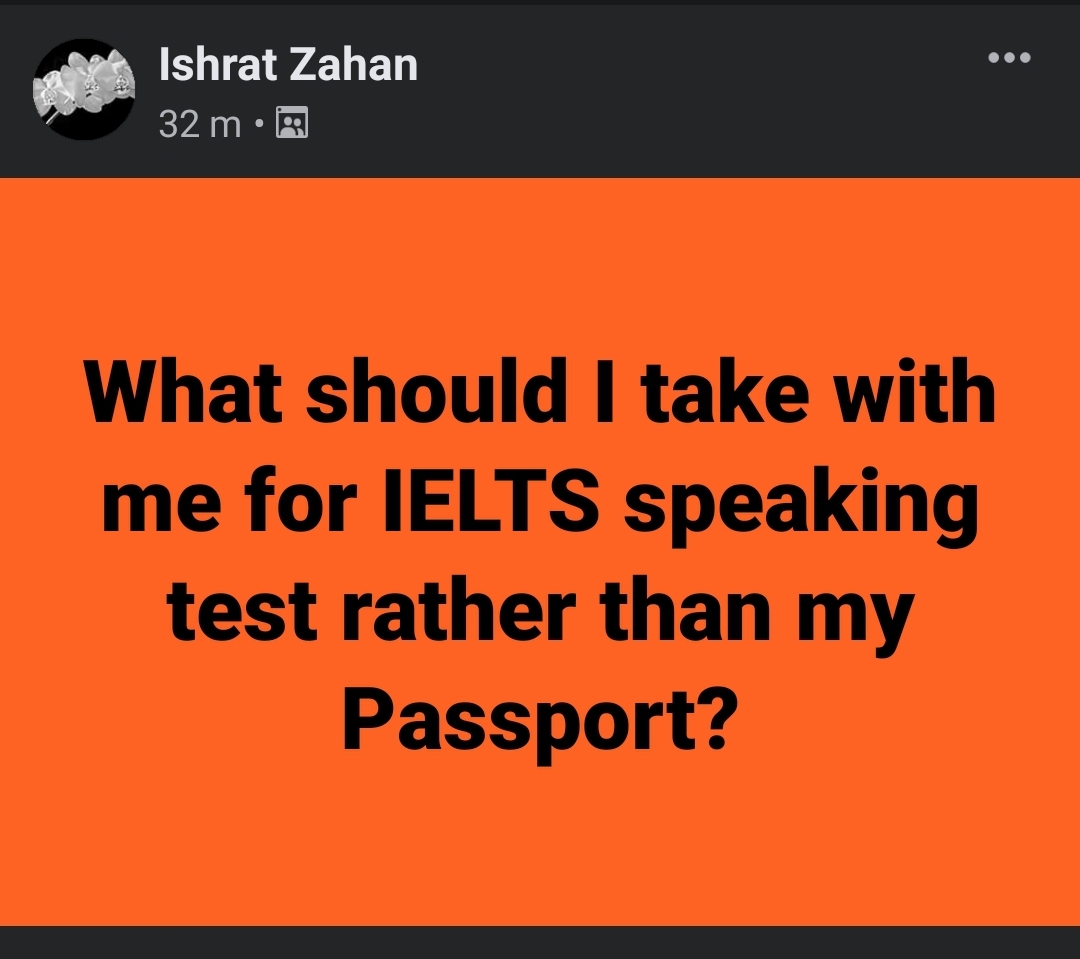 Ishrat Zahan
32 m •
What should I take with
me for IELTS speaking
test rather than my
Passport?